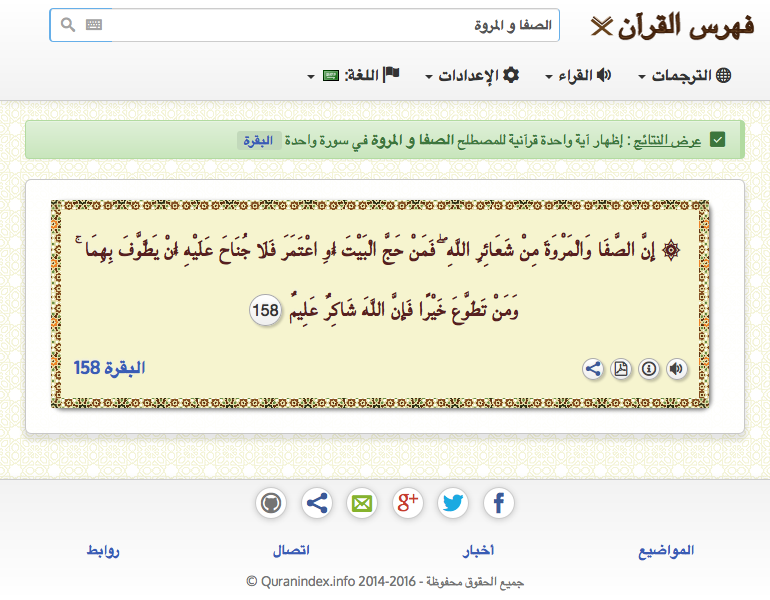 فهرس القرآن
الصفا و المروة
الترجمات
القراء
الإعدادات
اللغة:
عرض النتائج : إظهار آية واحدة قرآنية للمصطلح الصفا و المروة في سورة واحدة البقرة
۞ إِنَّ الصَّفَا وَالْمَرْوَةَ مِنْ شَعَائِرِ اللَّهِ ۖ فَمَنْ حَجَّ الْبَيْتَ أَوِ اعْتَمَرَ فَلَا جُنَاحَ عَلَيْهِ أَنْ يَطَّوَّفَ بِهِمَا ۚ
وَمَنْ تَطَوَّعَ خَيْرًا فَإِنَّ اللَّهَ شَاكِرٌ عَلِيمٌ 158
البقرة 158
المواضيع
أخبار
اتصال
روابط
جميع الحقوق محفوظة - Quranindex.info 2014-2016 ©